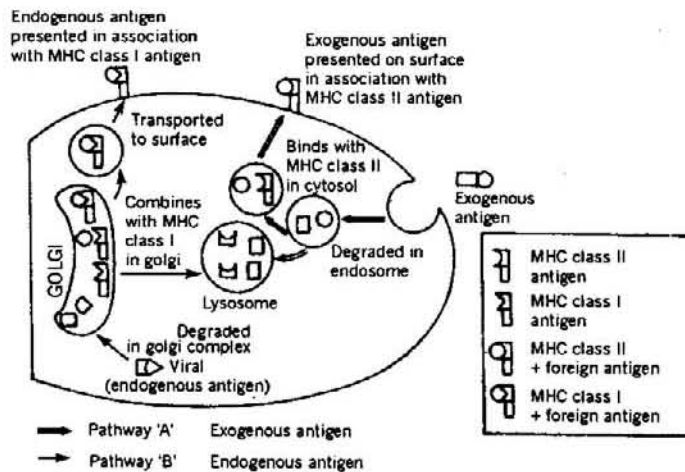 Endogenous antigen
presented in association
with MHC class I antigen
Exogenous antigen
presented on surface
in association with
MHC class II antigen
Transported
to surface
Binds with
MHC class II
in cytosol
Exogenous
antigen
Combines
with MHC
class I
in golgi
GOLGI
Degraded in
endosome
Lysosome
Degraded
in golgi complex
Viral
(endogenous antigen)
MHC class II
antigen
MHC class I
antigen
MHC class II
+ foreign antigen
MHC class I
+ foreign antigen
Pathway 'A' Exogenous antigen
Pathway 'B' Endogenous antigen